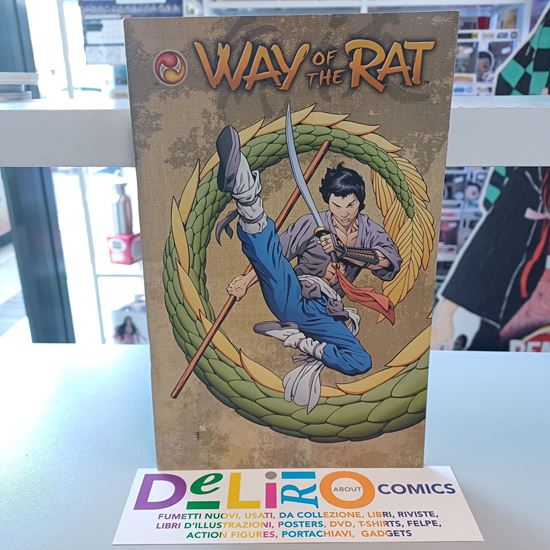 WAY OF THE RAT
DELIRIO ABOUT COMICS
FUMETTI NUOVI, USATI, DA COLLEZIONE, LIBRI, RIVISTE,
LIBRI D'ILLUSTRAZIONI, POSTERS, DVD, T-SHIRTS, FELPE,
ACTION FIGURES, PORTACHIAVI, GADGETS